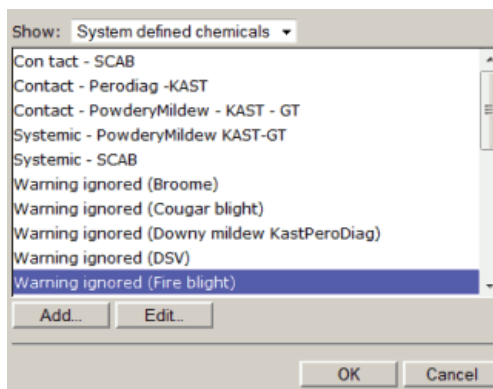 Show: System defined chemicals
Con tact - SCAB
Contact - Perodiag -KAST
Contact - PowderyMildew - KAST - GT
Systemic - PowderyMildew KAST-GT
Systemic - SCAB
Warning ignored (Broome)
Warning ignored (Cougar blight)
Warning ignored (Downy mildew KastPeroDiag)
Warning ignored (DSV)
Warning ignored (Fire blight)
Add... Edit...
OK Cancel